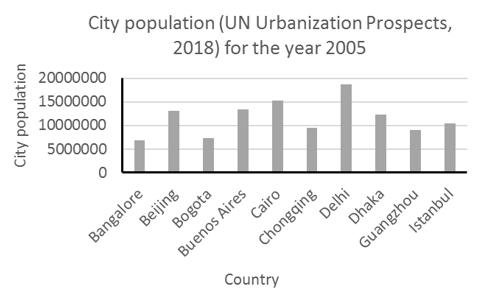 City population (UN Urbanization Prospects,
2018) for the year 2005
City population
20000000
15000000
10000000
5000000
0
Bangalore
Beijing
Bogota
Buenos Aires
Cairo
Chongqing
Delhi
Dhaka
Guangzhou
Istanbul
Country